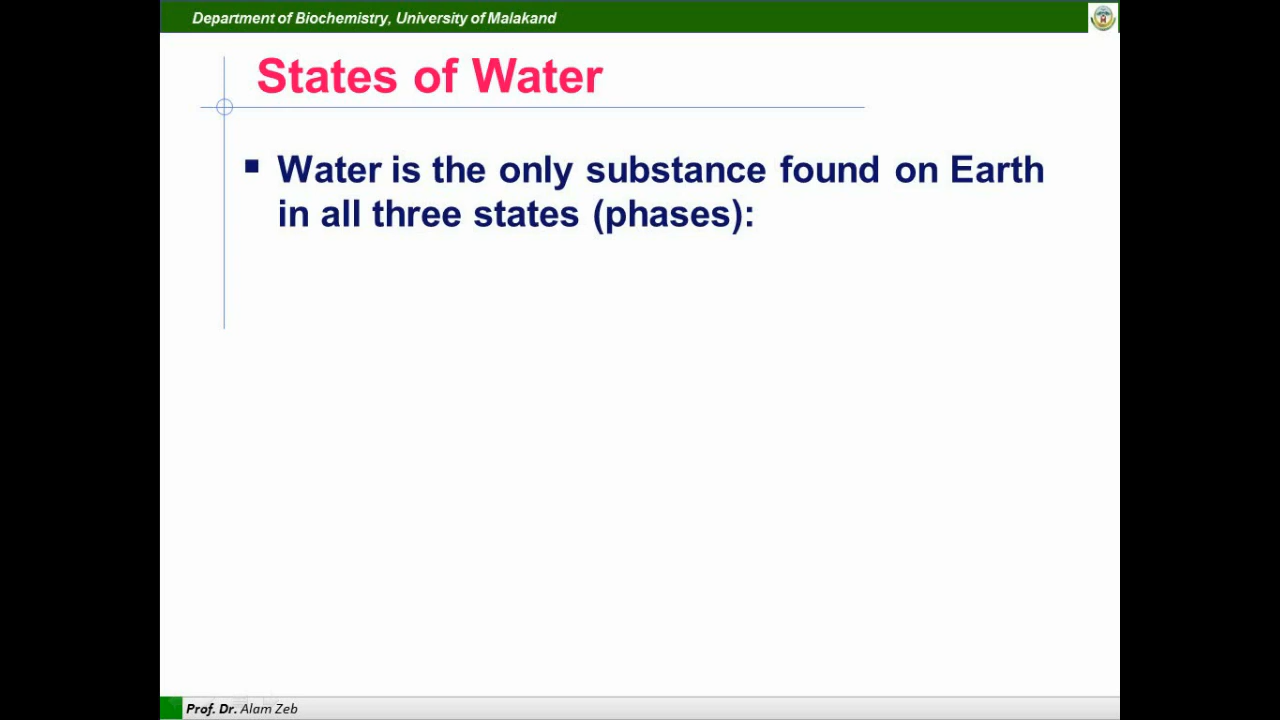 Department of Biochemistry, University of Malakand
States of Water
Water is the only substance found on Earth
in all three states (phases):
Prof. Dr. Alam Zeb